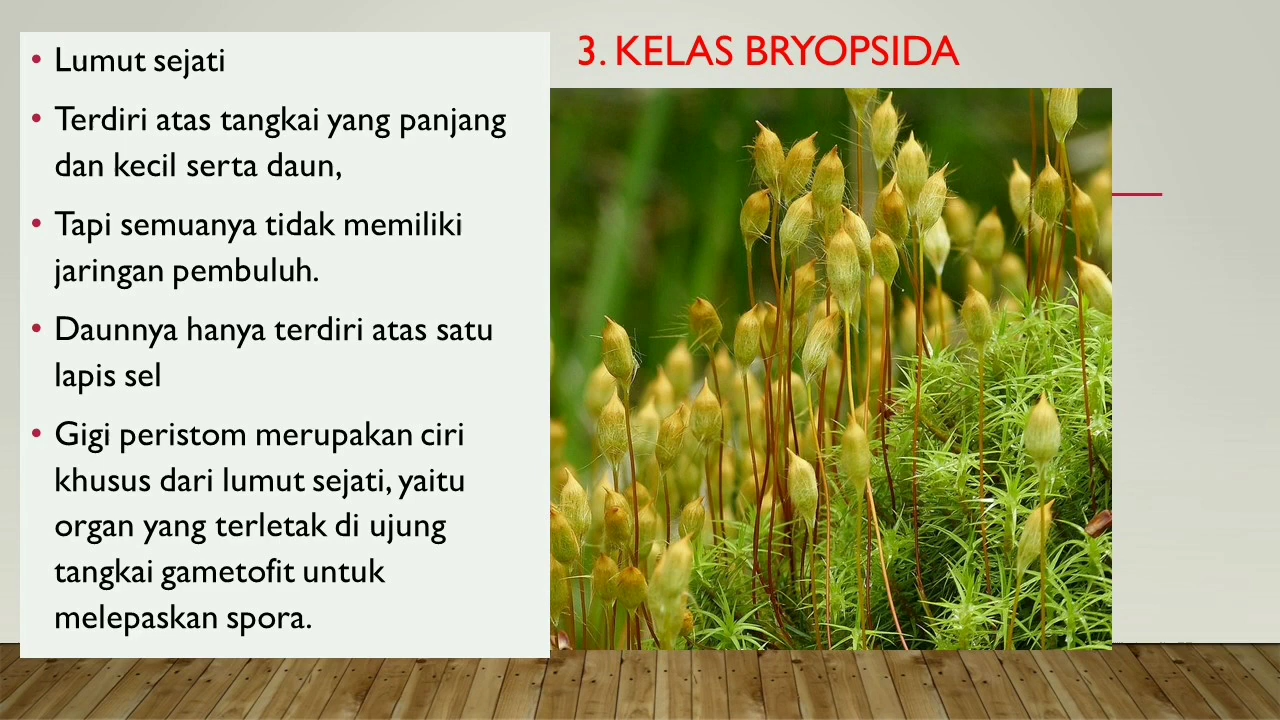 3. KELAS BRYOPSIDA
• Lumut sejati
• Terdiri atas tangkai yang panjang
dan kecil serta daun,
• Tapi semuanya tidak memiliki
jaringan pembuluh.
• Daunnya hanya terdiri atas satu
lapis sel
• Gigi peristom merupakan ciri
khusus dari lumut sejati, yaitu
organ yang terletak di ujung
tangkai gametofit untuk
melepaskan spora.